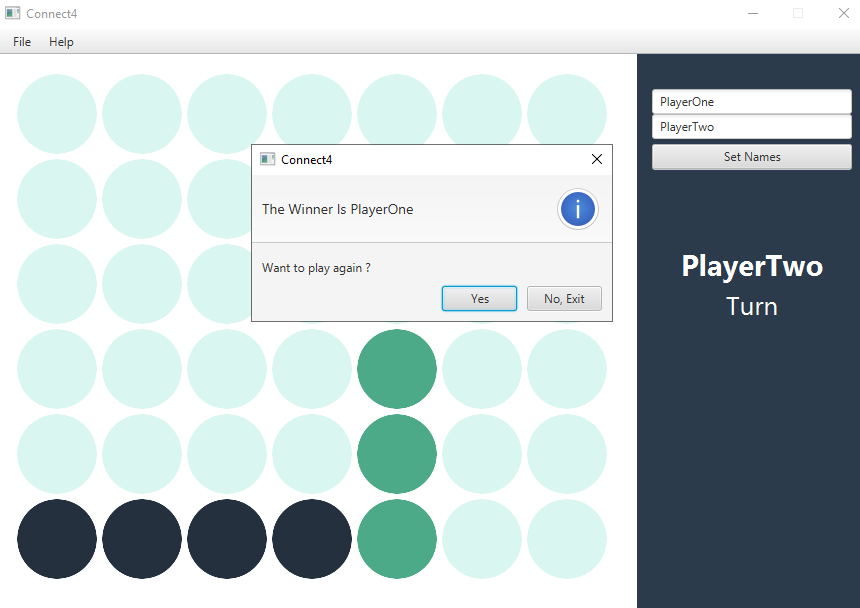 Connect4
File Help
PlayerOne
PlayerTwo
Set Names
Connect4
The Winner Is PlayerOne
i
Want to play again ?
Yes No, Exit
PlayerTwo
Turn